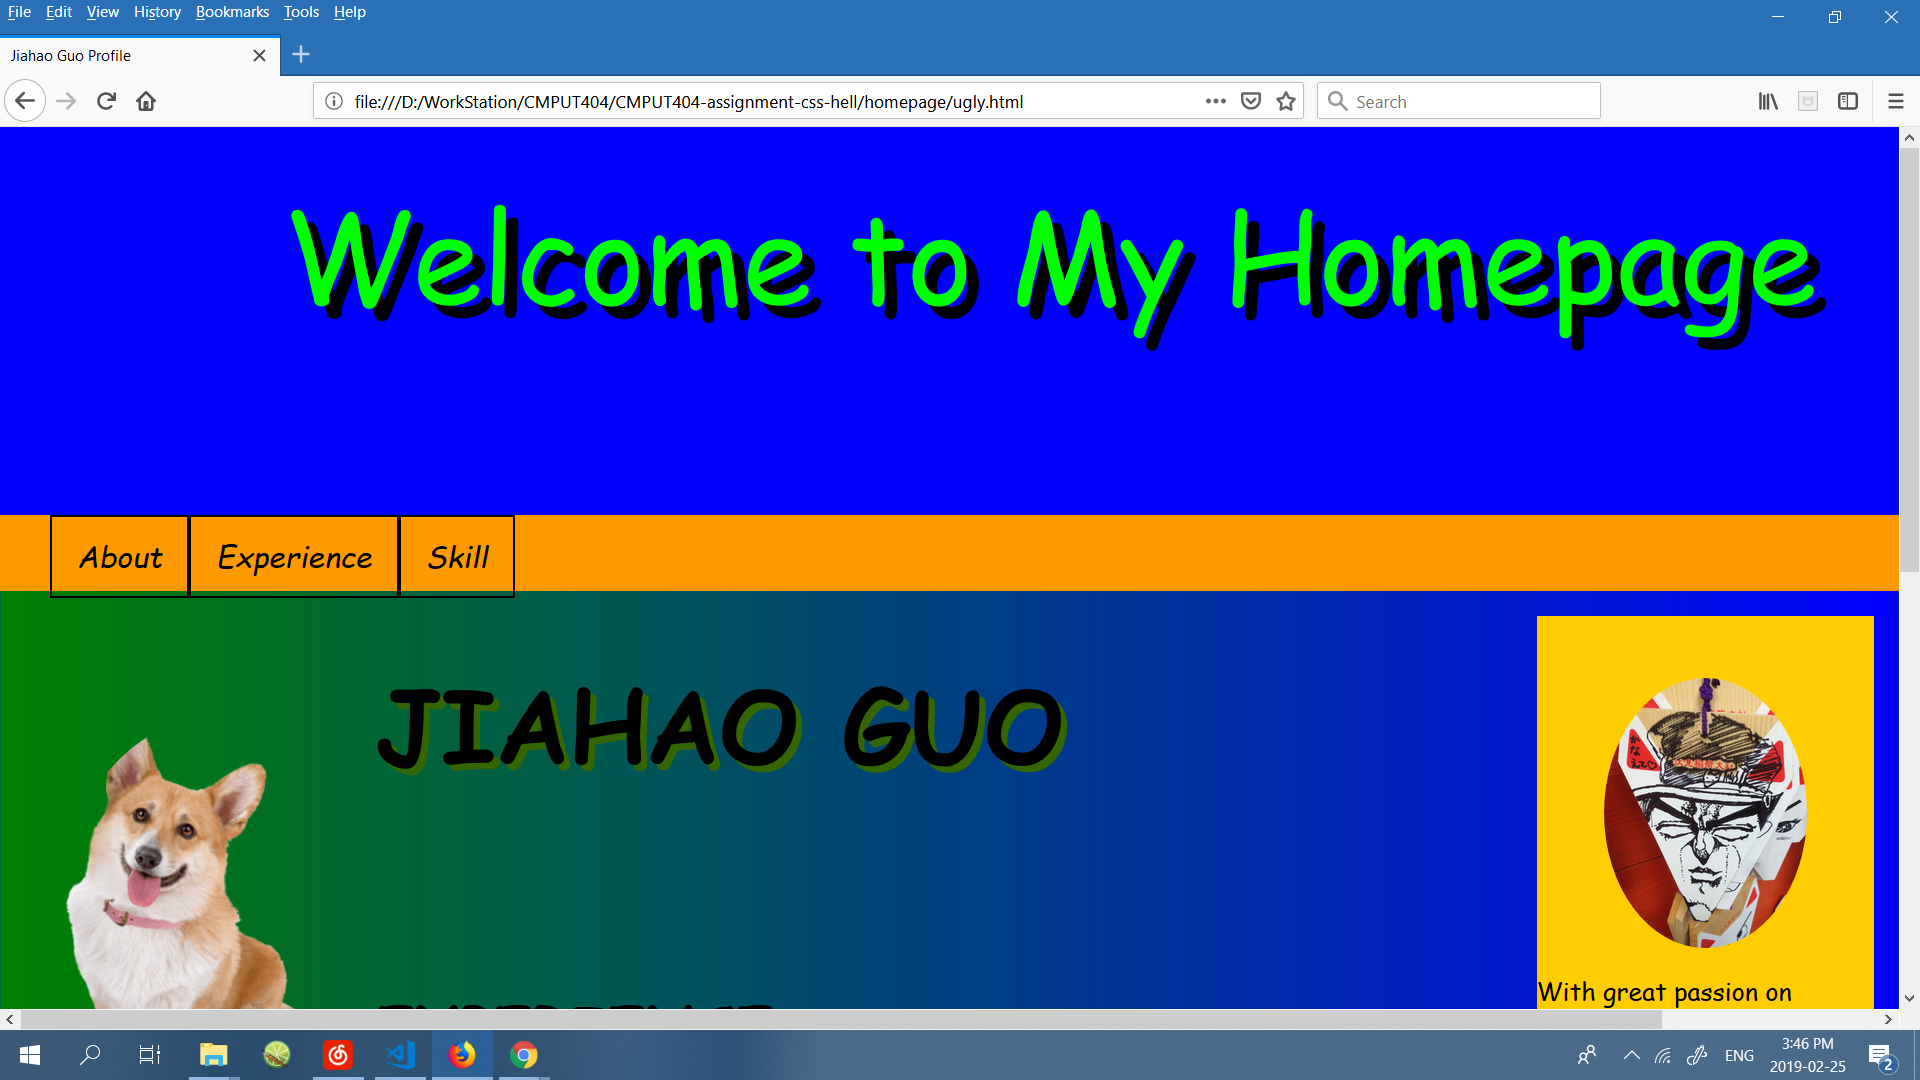 File Edit View History Bookmarks Tools Help
Jiahao Guo Profile
file:///D:/WorkStation/CMPUT404/CMPUT404-assignment-css-hell/homepage/ugly.html
Search
Welcome to My Homepage
About Experience Skill
JIAHAO GUO
With great passion on
ENG
3:46 PM
2019-02-25
2